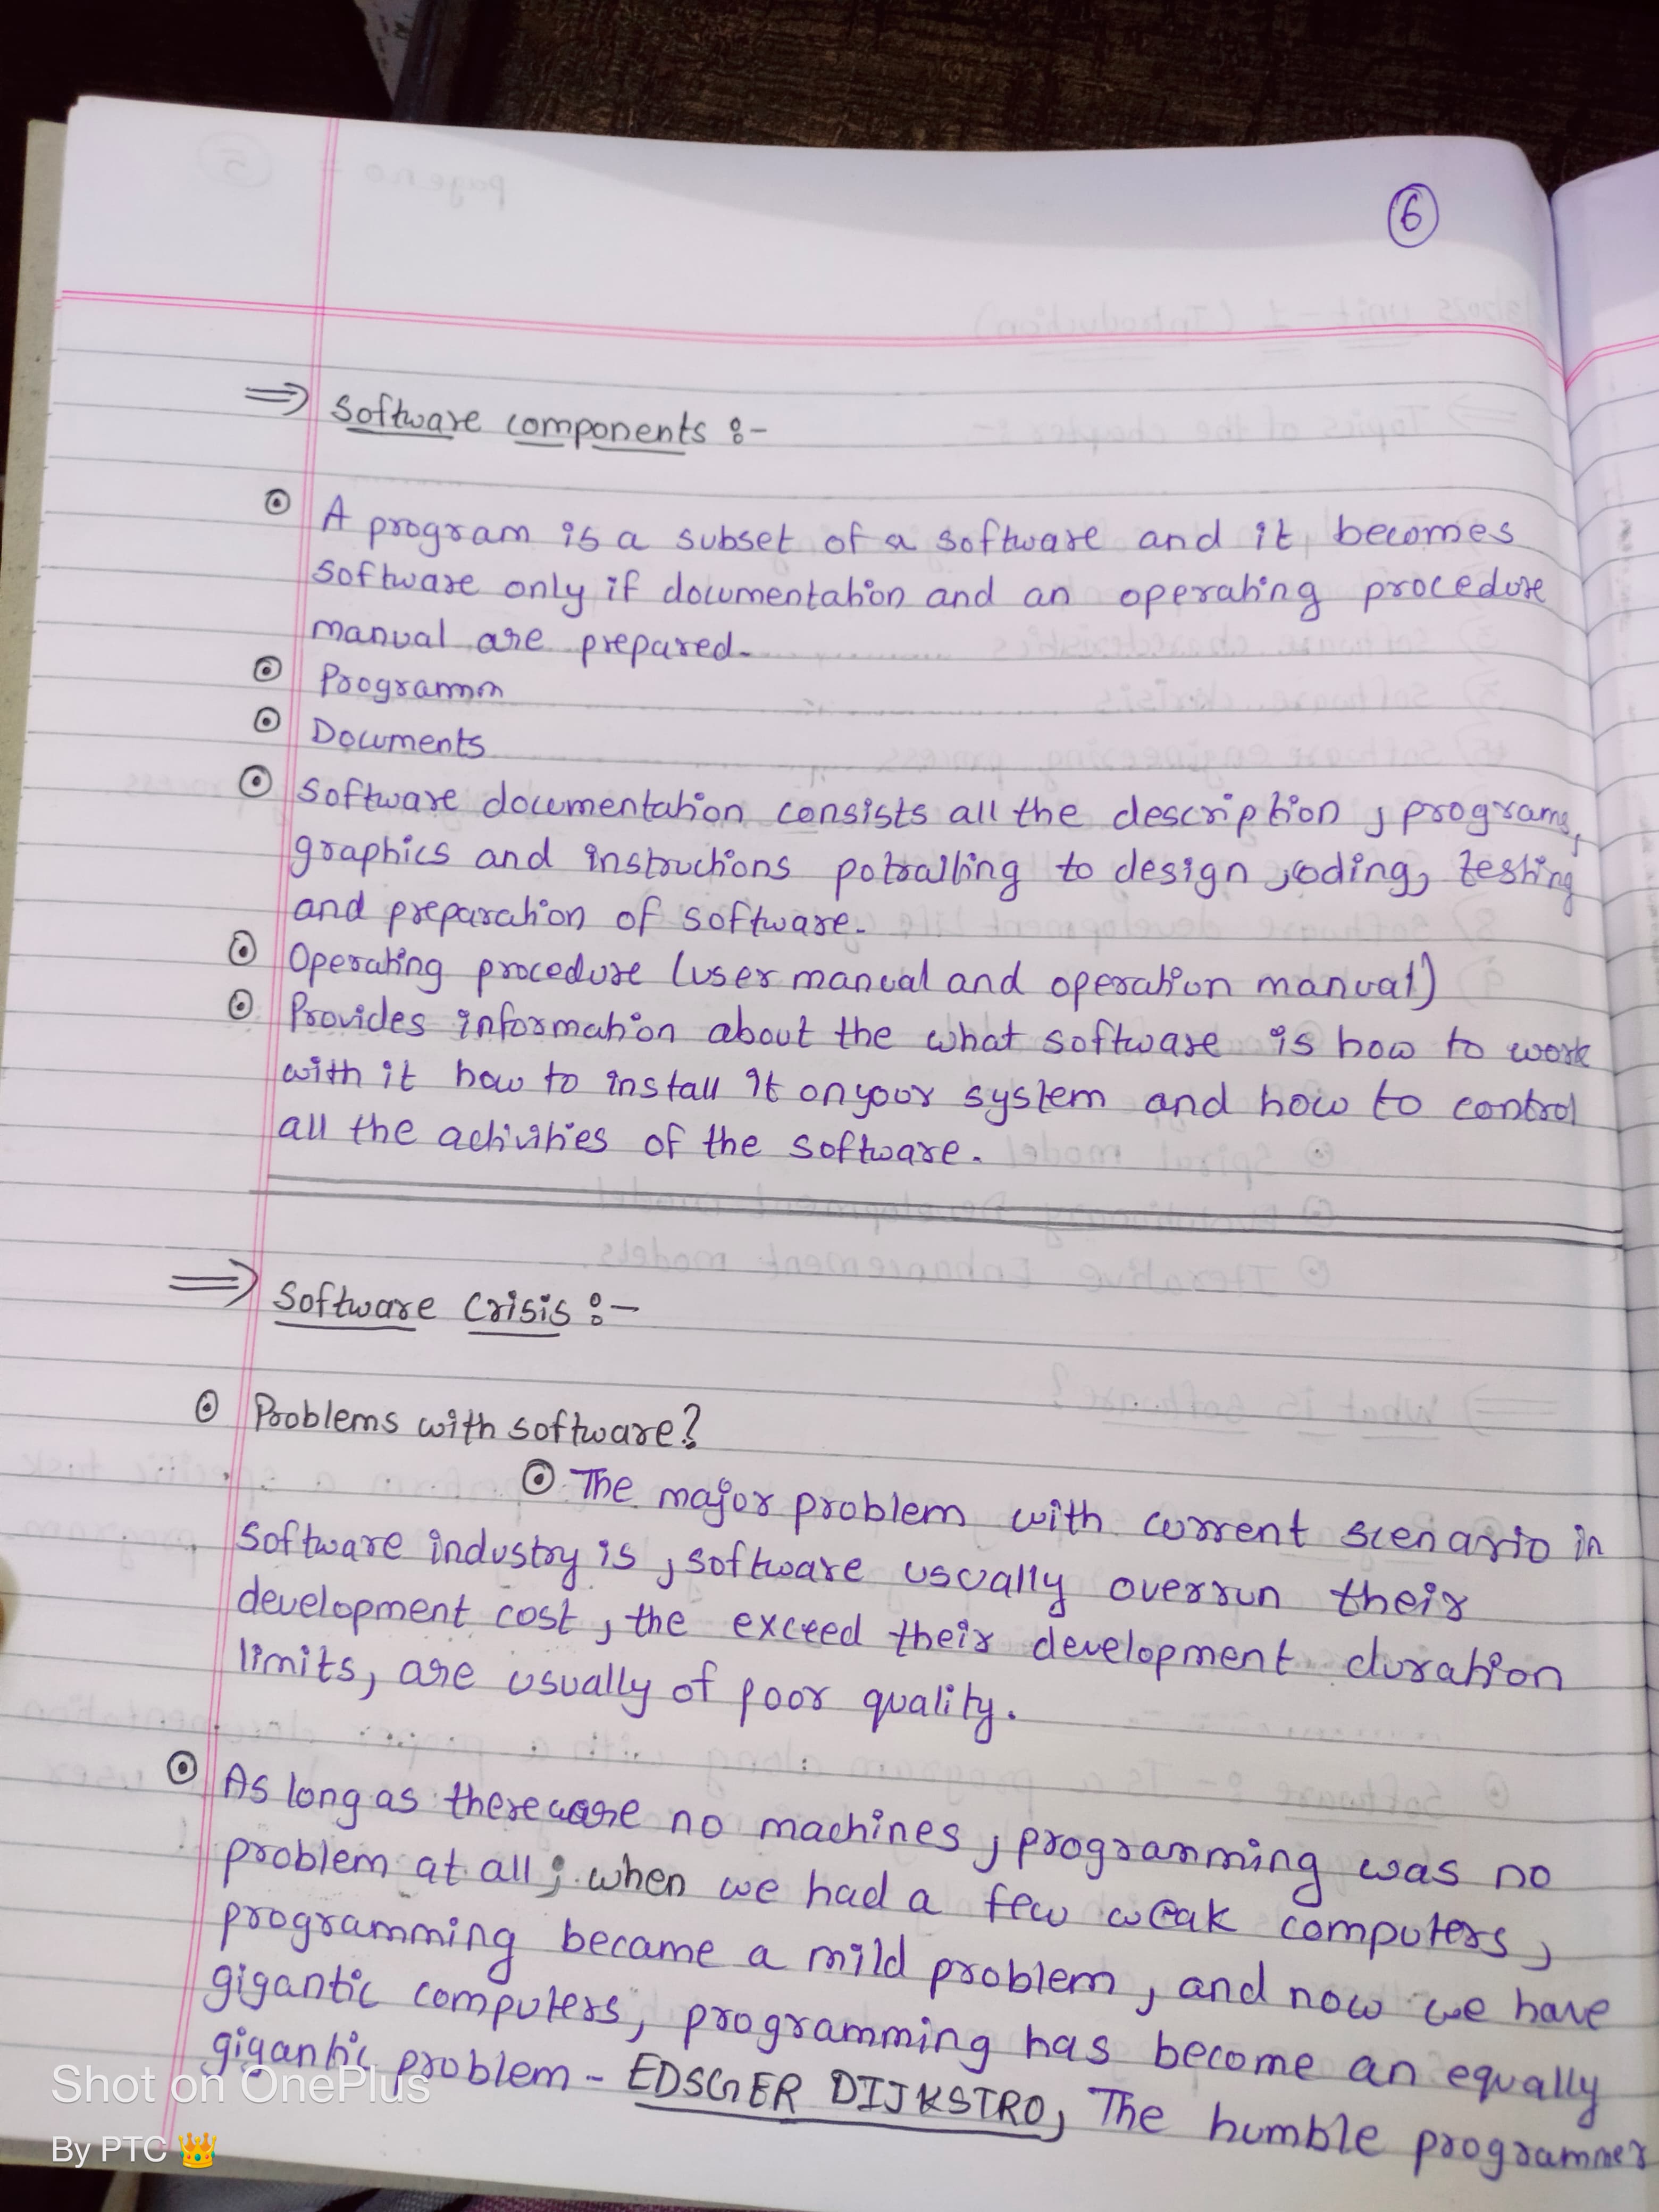 6
⇒ Software components :-
⊙ A program is a subset of a software and it becomes
software only if documentation and an operating procedure
manual are prepared.
⊙ Programm
⊙ Documents
⊙ Software documentation consists all the description, programs,
graphics and instructions potralling to design, coding, testing
and preparation of software.
⊙ Operating procedure (user manual and operation manual)
⊙ Provides information about the what software is how to work
with it how to install it on your system and how to control
all the activities of the software.
⇒ Software Crisis :-
⊙ Problems with software?
⊙ The major problem with current scenario in
software industry is, software usually overrun their
development cost, the exceed their development duration
limits, are usually of poor quality.
⊙ As long as there were no machines, programming was no
problem at all; when we had a few weak computers,
programming became a mild problem, and now we have
gigantic computers, programming has become an equally
gigantic problem - EDSGER DIJKSTRO, The humble programmer
Shot on OnePlus
By PTC 👑